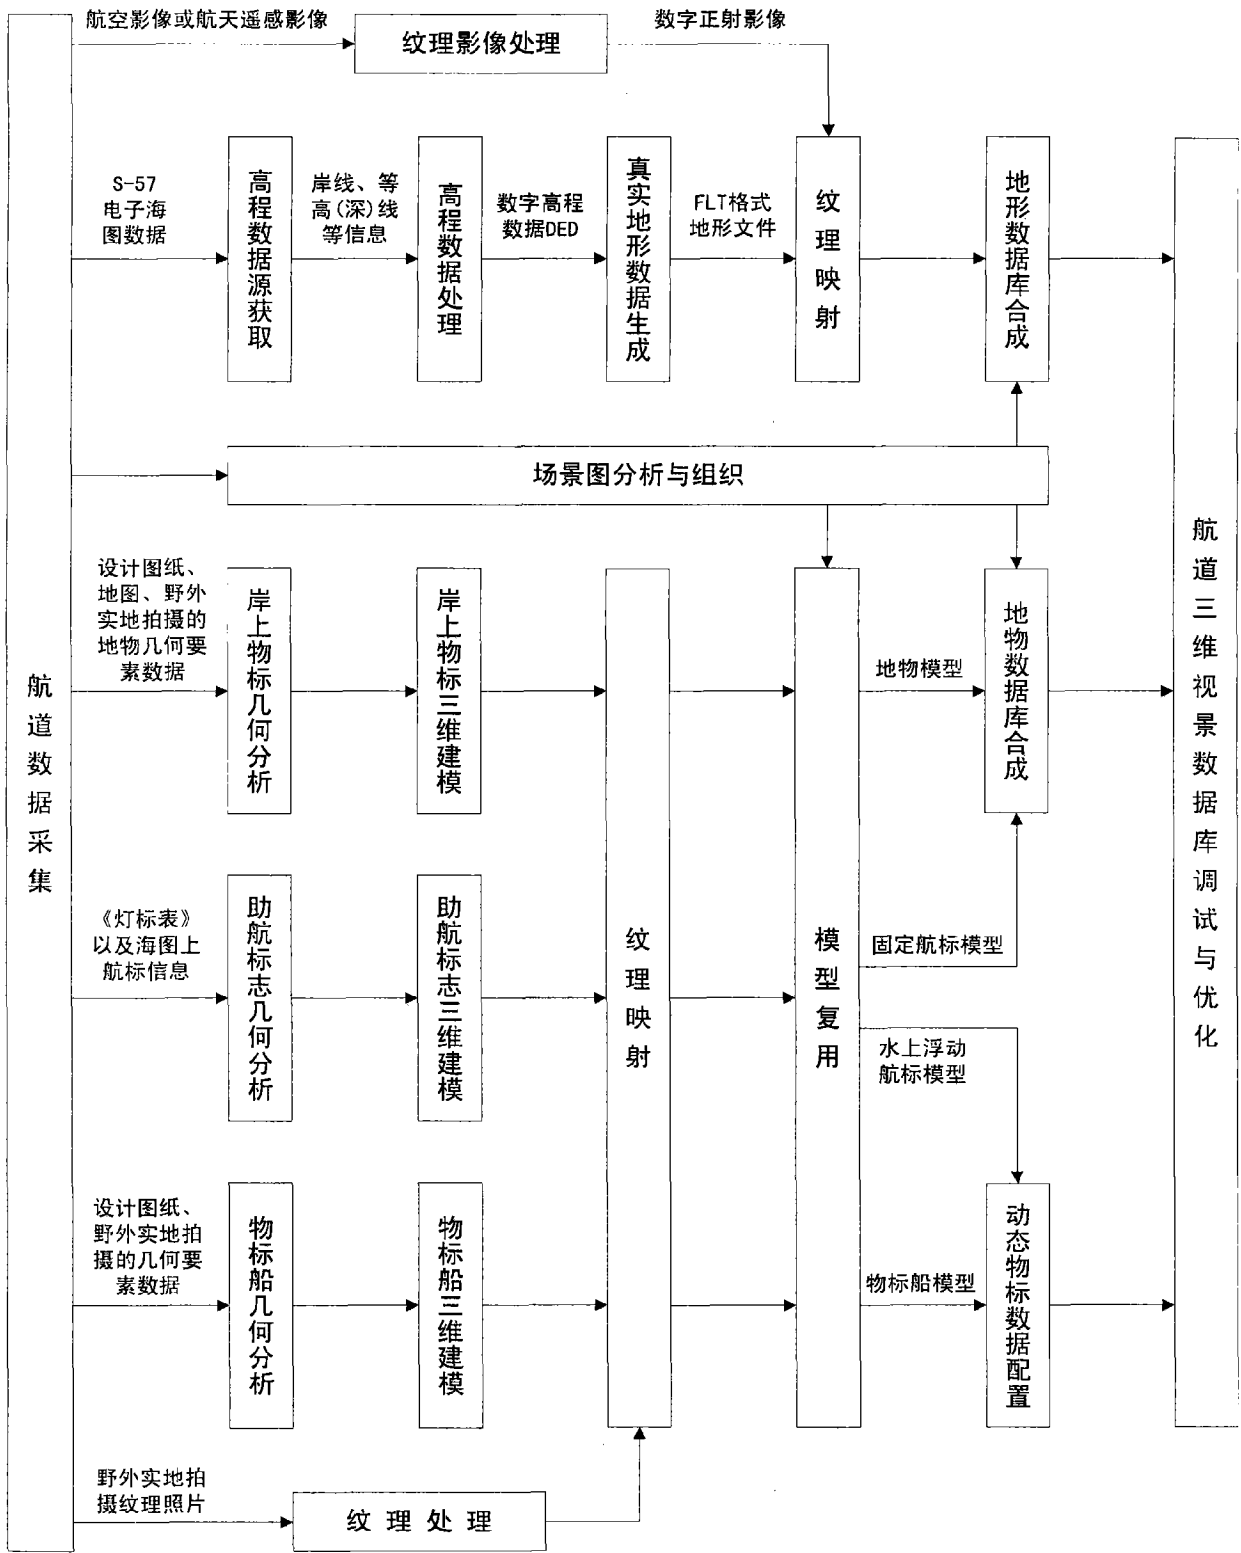 航空影像或航天遥感影像
纹理影像处理
数字正射影像
S-57
电子海
图数据
高程数据源获取
岸线、等
高(深)线
等信息
高程数据处理
数字高程
数据DED
真实地形数据生成
FLT格式
地形文件
纹理映射
地形数据库合成
场景图分析与组织
航道数据采集
设计图纸、
地图、野外
实地拍摄的
地物几何要
素数据
岸上物标几何分析
岸上物标三维建模
地物模型
地物数据库合成
航道三维视景数据库调试与优化
《灯标表》
以及海图上
航标信息
助航标志几何分析
助航标志三维建模
纹理映射
模型复用
固定航标模型
水上浮动
航标模型
设计图纸、
野外实地拍
摄的几何要
素数据
物标船几何分析
物标船三维建模
物标船模型
动态物标数据配置
野外实地拍
摄纹理照片
纹理处理